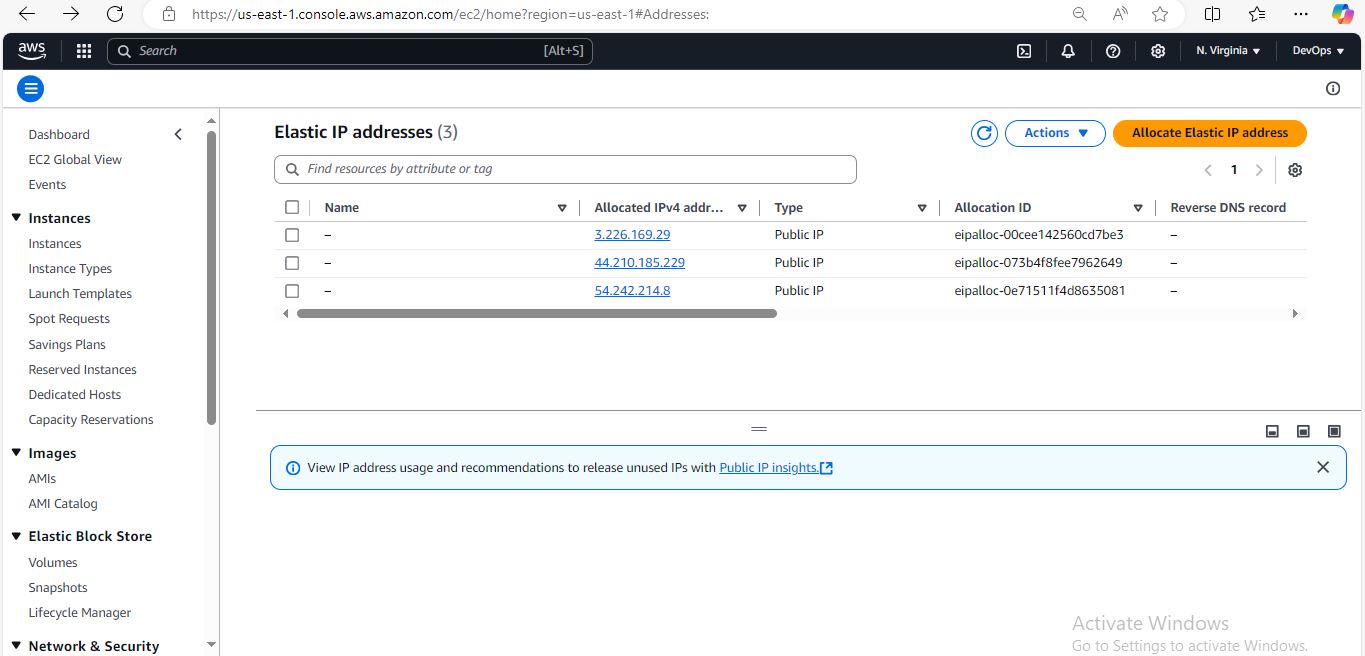 https://us-east-1.console.aws.amazon.com/ec2/home?region=us-east-1#Addresses:
aws Search [Alt+S] N. Virginia DevOps
Dashboard
EC2 Global View
Events
Instances
Instances
Instance Types
Launch Templates
Spot Requests
Savings Plans
Reserved Instances
Dedicated Hosts
Capacity Reservations
Images
AMIs
AMI Catalog
Elastic Block Store
Volumes
Snapshots
Lifecycle Manager
Network & Security
Elastic IP addresses (3) Actions Allocate Elastic IP address
Find resources by attribute or tag 1
Name Allocated IPv4 addr... Type Allocation ID Reverse DNS record
– 3.226.169.29 Public IP eipalloc-00cee142560cd7be3 –
– 44.210.185.229 Public IP eipalloc-073b4f8fee7962649 –
– 54.242.214.8 Public IP eipalloc-0e71511f4d8635081 –
View IP address usage and recommendations to release unused IPs with Public IP insights.
Activate Windows
Go to Settings to activate Windows.